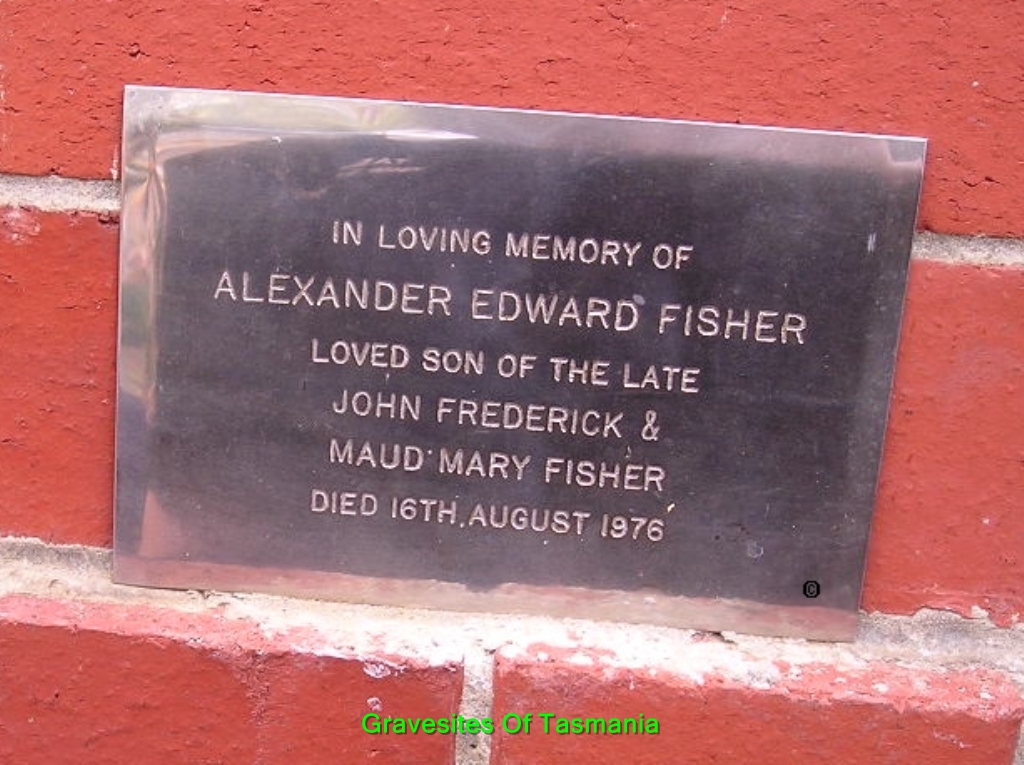 IN LOVING MEMORY OF
ALEXANDER EDWARD FISHER
LOVED SON OF THE LATE
JOHN FREDERICK &
MAUD MARY FISHER
DIED 16TH. AUGUST 1976
©
Gravesites Of Tasmania